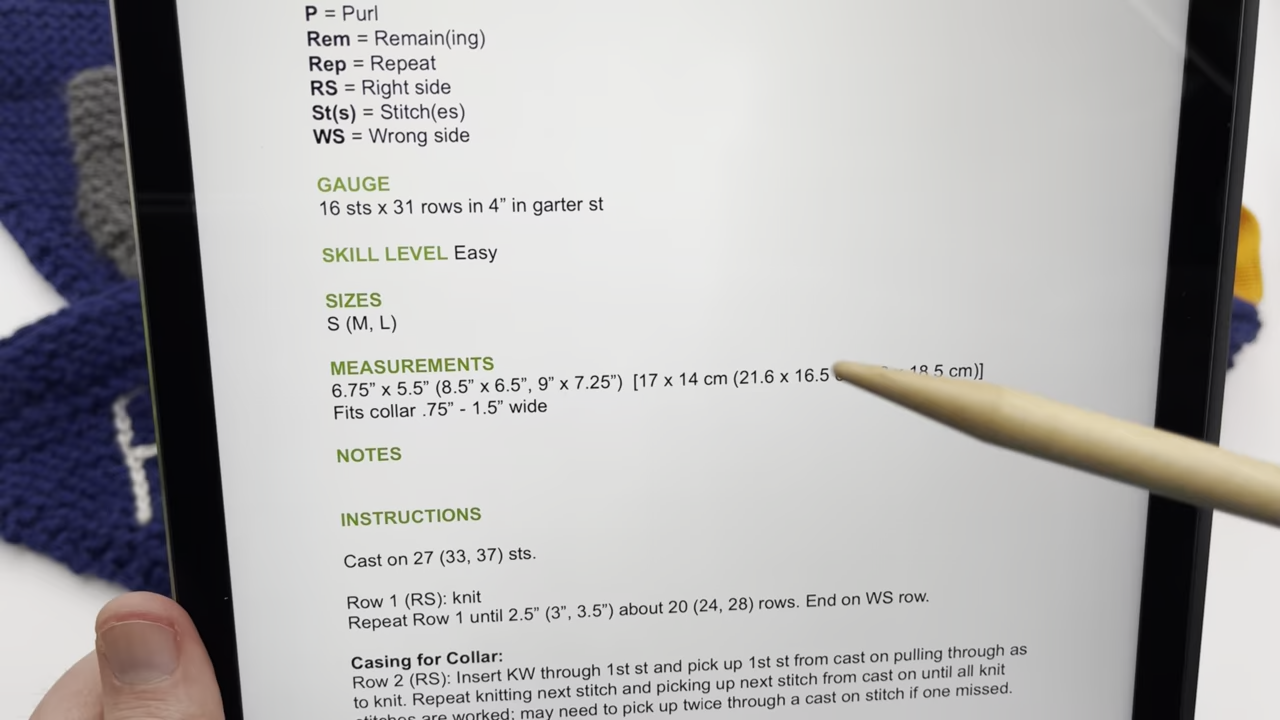 P = Purl
Rem = Remain(ing)
Rep = Repeat
RS = Right side
St(s) = Stitch(es)
WS = Wrong side
GAUGE
16 sts x 31 rows in 4” in garter st
SKILL LEVEL Easy
SIZES
S (M, L)
MEASUREMENTS
6.75” x 5.5” (8.5” x 6.5”, 9” x 7.25”) [17 x 14 cm (21.6 x 16.5 18.5 cm)]
Fits collar .75” - 1.5” wide
NOTES
INSTRUCTIONS
Cast on 27 (33, 37) sts.
Row 1 (RS): knit
Repeat Row 1 until 2.5” (3”, 3.5”) about 20 (24, 28) rows. End on WS row.
Casing for Collar:
Row 2 (RS): Insert KW through 1st st and pick up 1st st from cast on pulling through as
to knit. Repeat knitting next stitch and picking up next stitch from cast on until all knit
stitches are worked; may need to pick up twice through a cast on stitch if one missed.